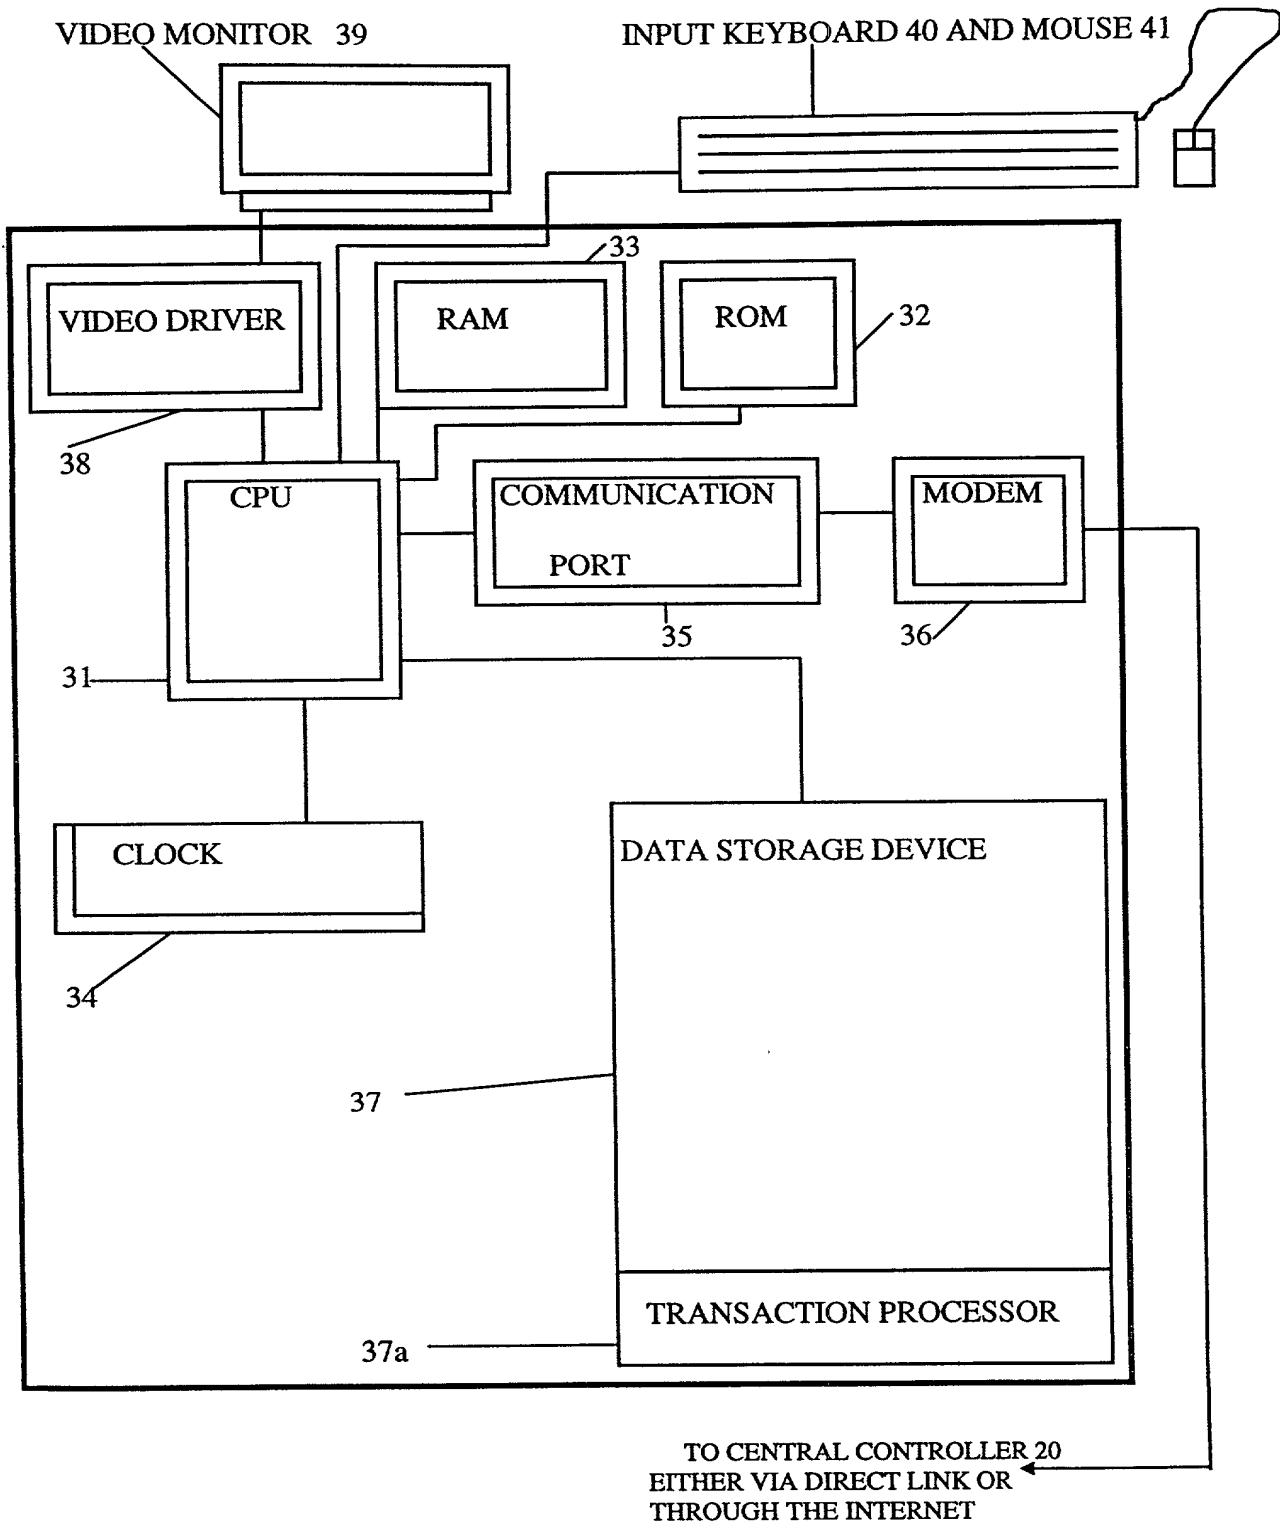 VIDEO MONITOR 39
INPUT KEYBOARD 40 AND MOUSE 41
33
VIDEO DRIVER
RAM
ROM
32
38
CPU
COMMUNICATION
PORT
MODEM
35
36
31
CLOCK
DATA STORAGE DEVICE
34
37
TRANSACTION PROCESSOR
37a
TO CENTRAL CONTROLLER 20
EITHER VIA DIRECT LINK OR
THROUGH THE INTERNET